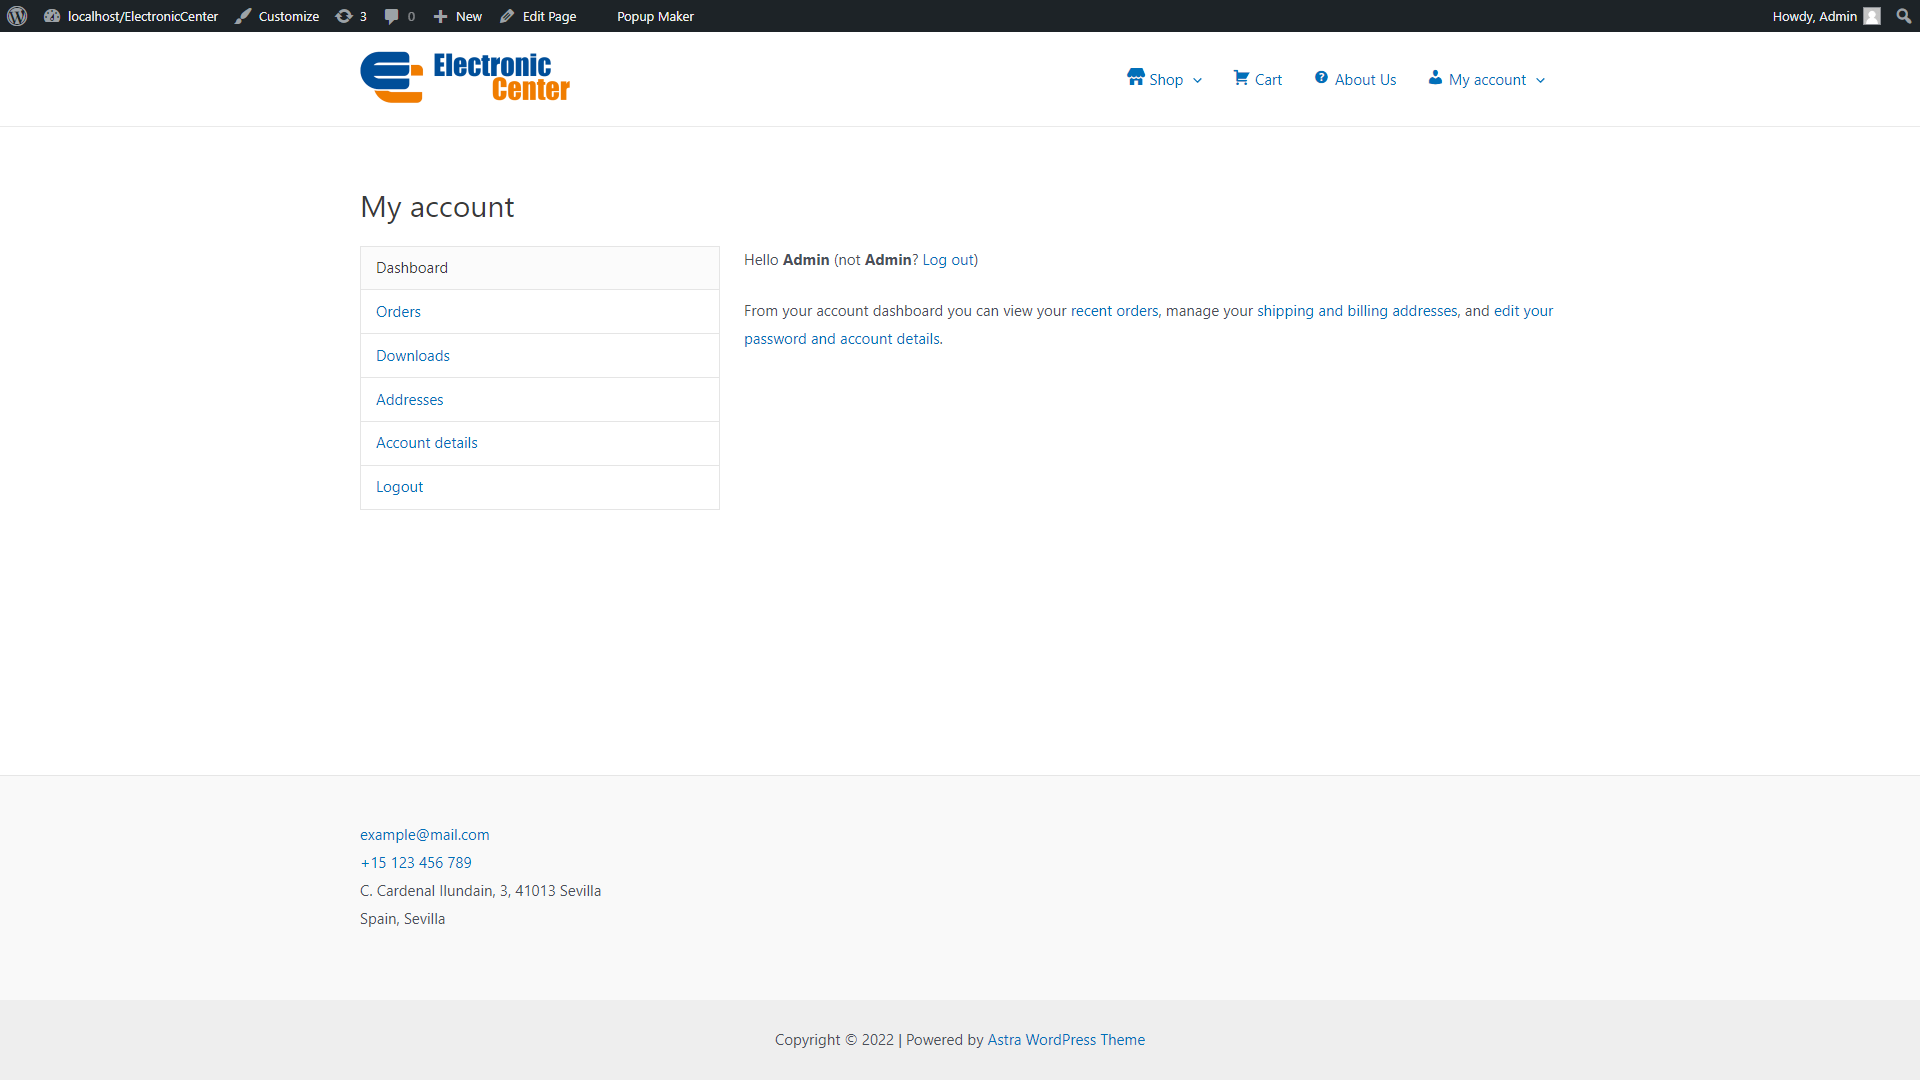 localhost/ElectronicCenter Customize 3 0 New Edit Page Popup Maker Howdy, Admin
Electronic
Center
Shop Cart About Us My account
My account
Dashboard
Orders
Downloads
Addresses
Account details
Logout
Hello Admin (not Admin? Log out)
From your account dashboard you can view your recent orders, manage your shipping and billing addresses, and edit your
password and account details.
example@mail.com
+15 123 456 789
C. Cardenal Ilundain, 3, 41013 Sevilla
Spain, Sevilla
Copyright © 2022 | Powered by Astra WordPress Theme